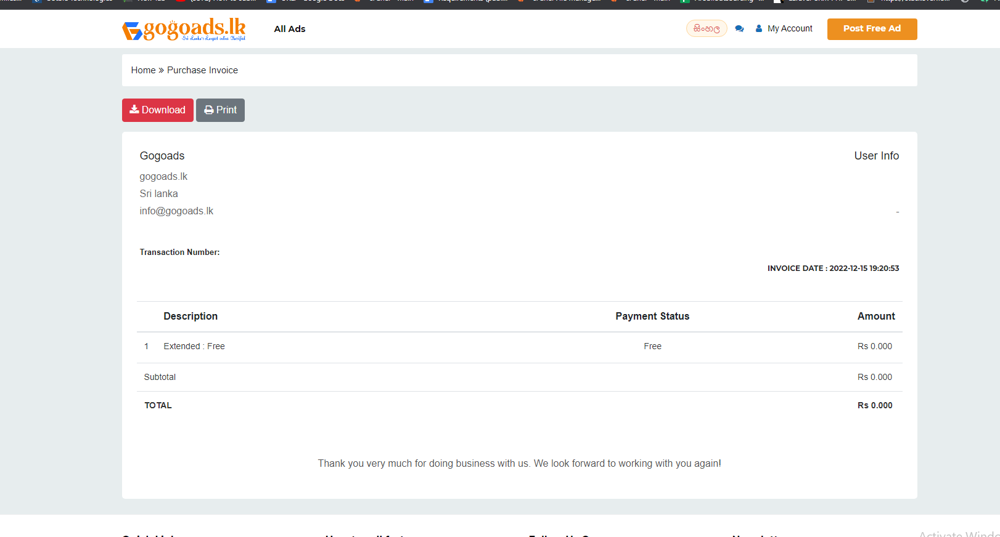 gogoads.lk
Sri Lanka's Largest online Classified
All Ads
සිංහල
My Account
Post Free Ad
Home » Purchase Invoice
Download
Print
Gogoads
User Info
gogoads.lk
Sri lanka
info@gogoads.lk
-
Transaction Number:
INVOICE DATE : 2022-12-15 19:20:53
Description Payment Status Amount
1 Extended : Free Free Rs 0.000
Subtotal Rs 0.000
TOTAL Rs 0.000
Thank you very much for doing business with us. We look forward to working with you again!